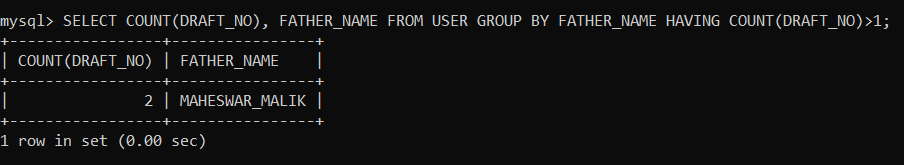 mysql> SELECT COUNT(DRAFT_NO), FATHER_NAME FROM USER GROUP BY FATHER_NAME HAVING COUNT(DRAFT_NO)>1;
+-----------------+----------------+
| COUNT(DRAFT_NO) | FATHER_NAME    |
+-----------------+----------------+
|               2 | MAHESWAR_MALIK |
+-----------------+----------------+
1 row in set (0.00 sec)